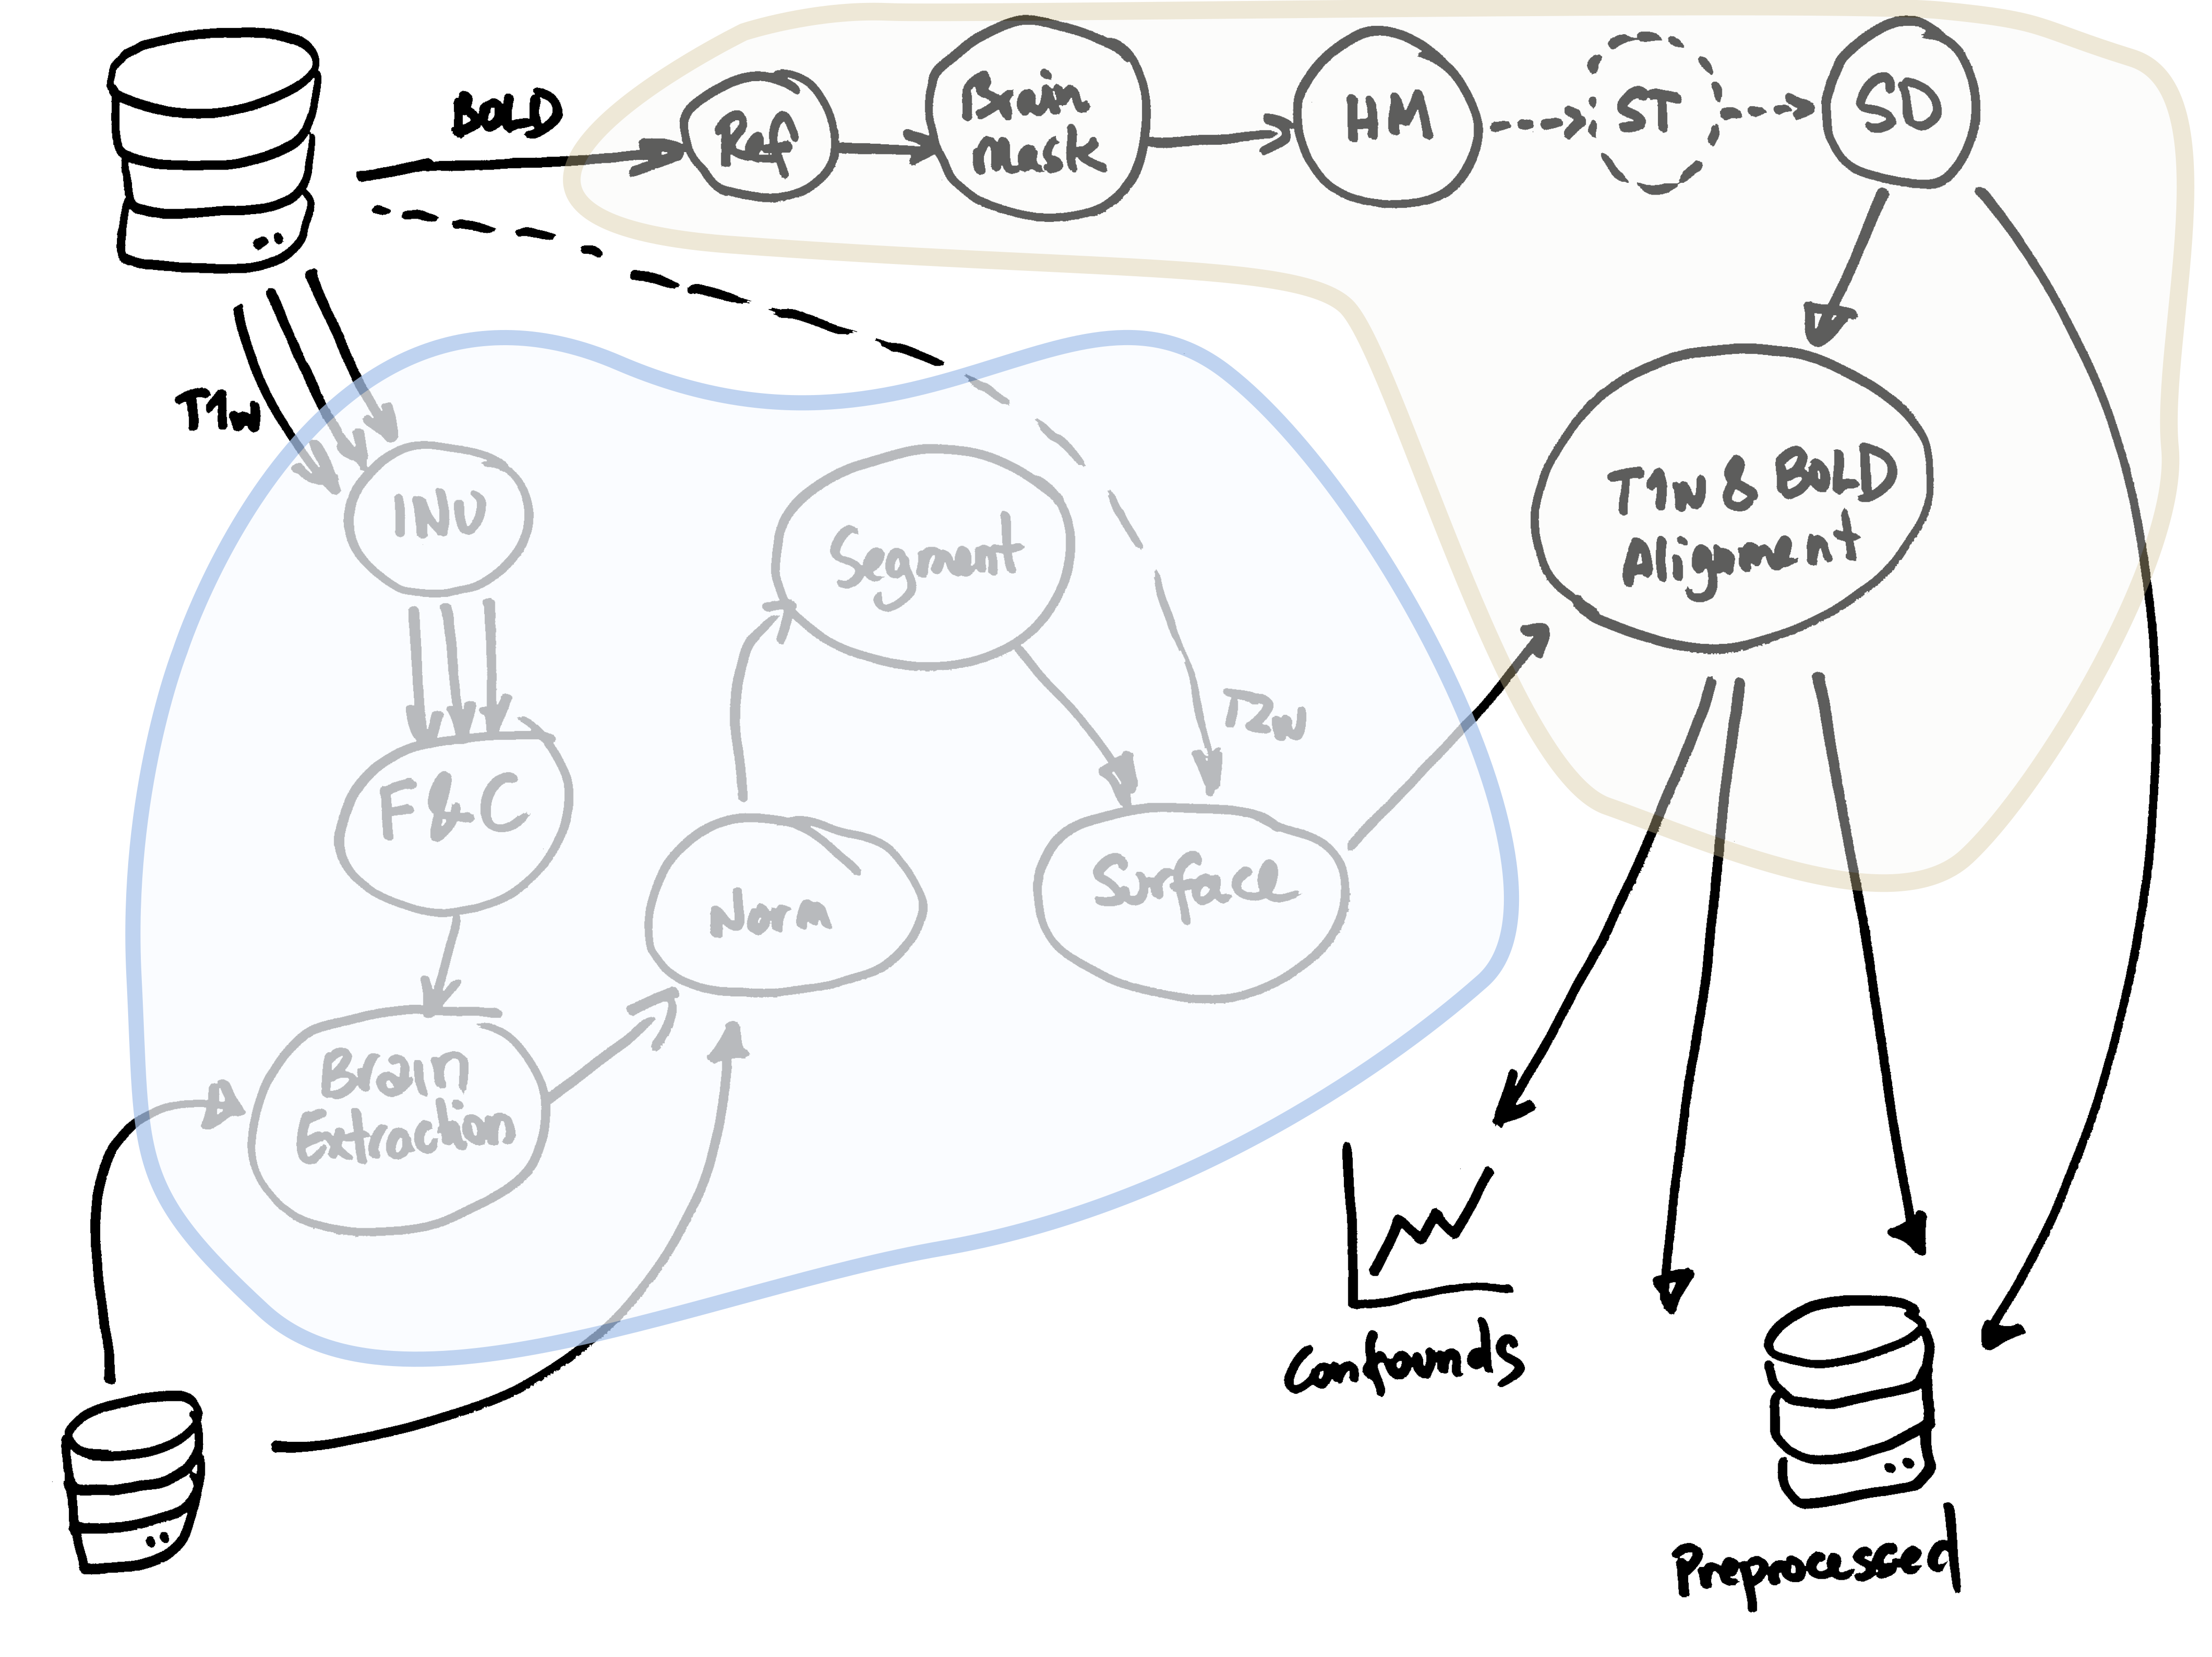 BOLD
Ref
Brain
Mask
HM
ST
SD
T1w
INU
Segment
T1w & BOLD
Alignment
T2w
F&C
Norm
Surface
Brain
Extraction
Confounds
Preprocessed